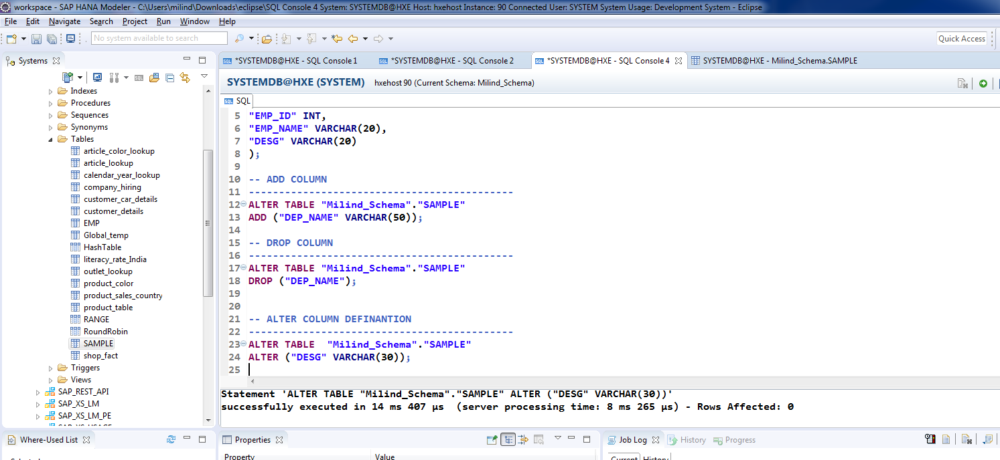 workspace - SAP HANA Modeler - C:\Users\milind\Downloads\eclipse\SQL Console 4 System: SYSTEMDB@HXE Host: hxehost Instance: 90 Connected User: SYSTEM System Usage: Development System - Eclipse
File Edit Navigate Search Project Run Window Help
No system available to search
Quick Access
Systems
*SYSTEMDB@HXE - SQL Console 1
*SYSTEMDB@HXE - SQL Console 2
*SYSTEMDB@HXE - SQL Console 4
SYSTEMDB@HXE - Milind_Schema.SAMPLE
SYSTEMDB@HXE (SYSTEM) hxehost 90 (Current Schema: Milind_Schema)
SQL
Indexes
Procedures
Sequences
Synonyms
Tables
article_color_lookup
article_lookup
calendar_year_lookup
company_hiring
customer_car_details
customer_details
EMP
Global_temp
HashTable
literacy_rate_India
outlet_lookup
product_color
product_sales_country
product_table
RANGE
RoundRobin
SAMPLE
shop_fact
Triggers
Views
SAP_REST_API
SAP_XS_LM
SAP_XS_LM_PE
SAP_XS_USAGE
5 "EMP_ID" INT,
6 "EMP_NAME" VARCHAR(20),
7 "DESG" VARCHAR(20)
8 );
9
10 -- ADD COLUMN
11 --------------------------------------------
12 ALTER TABLE "Milind_Schema"."SAMPLE"
13 ADD ("DEP_NAME" VARCHAR(50));
14
15 -- DROP COLUMN
16 --------------------------------------------
17 ALTER TABLE "Milind_Schema"."SAMPLE"
18 DROP ("DEP_NAME");
19
20
21 -- ALTER COLUMN DEFINANTION
22 --------------------------------------------
23 ALTER TABLE  "Milind_Schema"."SAMPLE"
24 ALTER ("DESG" VARCHAR(30));
25
Statement 'ALTER TABLE "Milind_Schema"."SAMPLE" ALTER ("DESG" VARCHAR(30))'
successfully executed in 14 ms 407 µs  (server processing time: 8 ms 265 µs) - Rows Affected: 0
Where-Used List
Properties
Property Value
Job Log History Progress
Current History